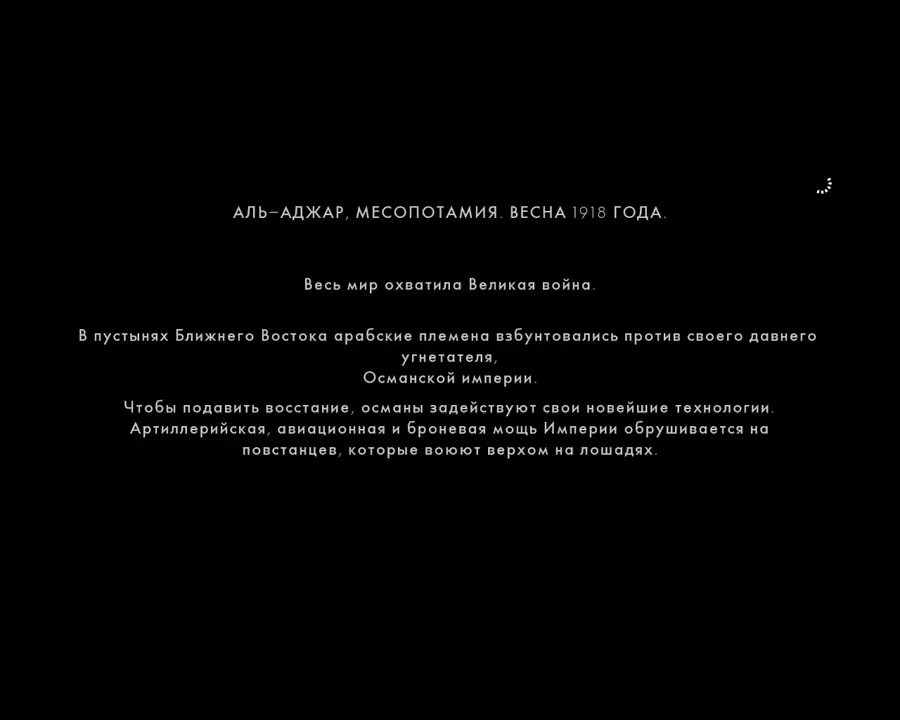 АЛЬ–АДЖАР, МЕСОПОТАМИЯ. ВЕСНА 1918 ГОДА.
Весь мир охватила Великая война.
В пустынях Ближнего Востока арабские племена взбунтовались против своего давнего
угнетателя,
Османской империи.
Чтобы подавить восстание, османы задействуют свои новейшие технологии.
Артиллерийская, авиационная и броневая мощь Империи обрушивается на
повстанцев, которые воюют верхом на лошадях.